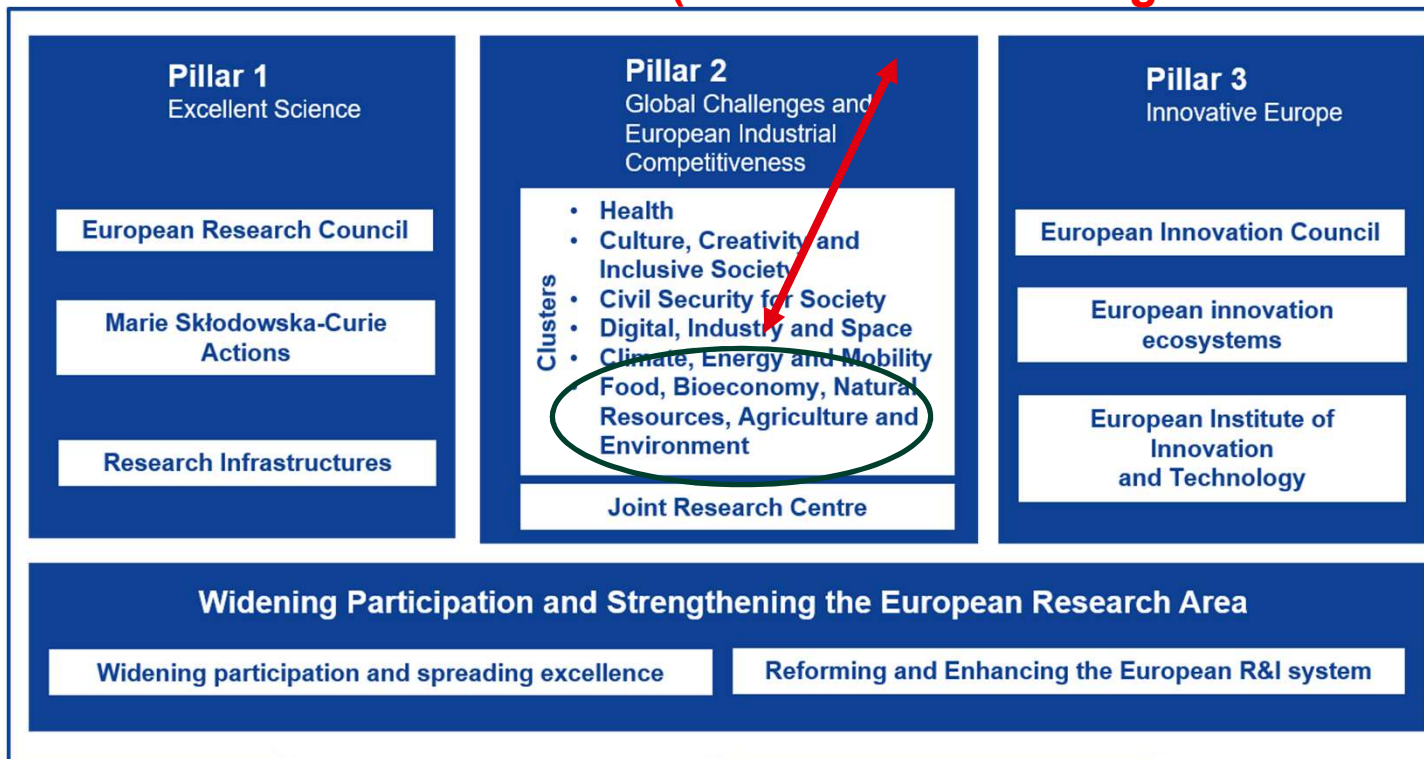 Pillar 1
Excellent Science
European Research Council
Marie Skłodowska-Curie
Actions
Research Infrastructures
Pillar 2
Global Challenges and
European Industrial
Competitiveness
Clusters
• Health
• Culture, Creativity and
Inclusive Society
• Civil Security for Society
• Digital, Industry and Space
• Climate, Energy and Mobility
• Food, Bioeconomy, Natural
Resources, Agriculture and
Environment
Joint Research Centre
Pillar 3
Innovative Europe
European Innovation Council
European innovation
ecosystems
European Institute of
Innovation
and Technology
Widening Participation and Strengthening the European Research Area
Widening participation and spreading excellence
Reforming and Enhancing the European R&I system